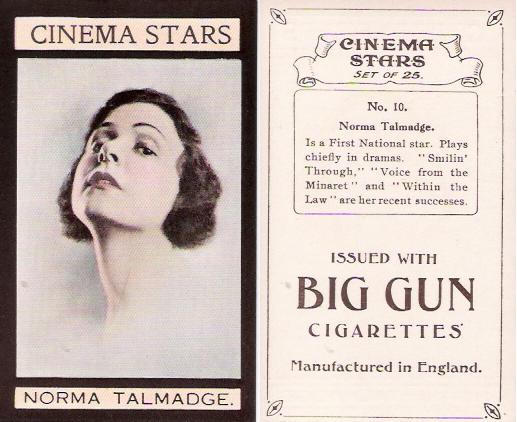 CINEMA STARS
NORMA TALMADGE.
CINEMA
STARS
SET OF 25.
No. 10.
Norma Talmadge.
Is a First National star. Plays
chiefly in dramas. "Smilin'
Through," "Voice from the
Minaret" and "Within the
Law" are her recent successes.
ISSUED WITH
BIG GUN
CIGARETTES
Manufactured in England.